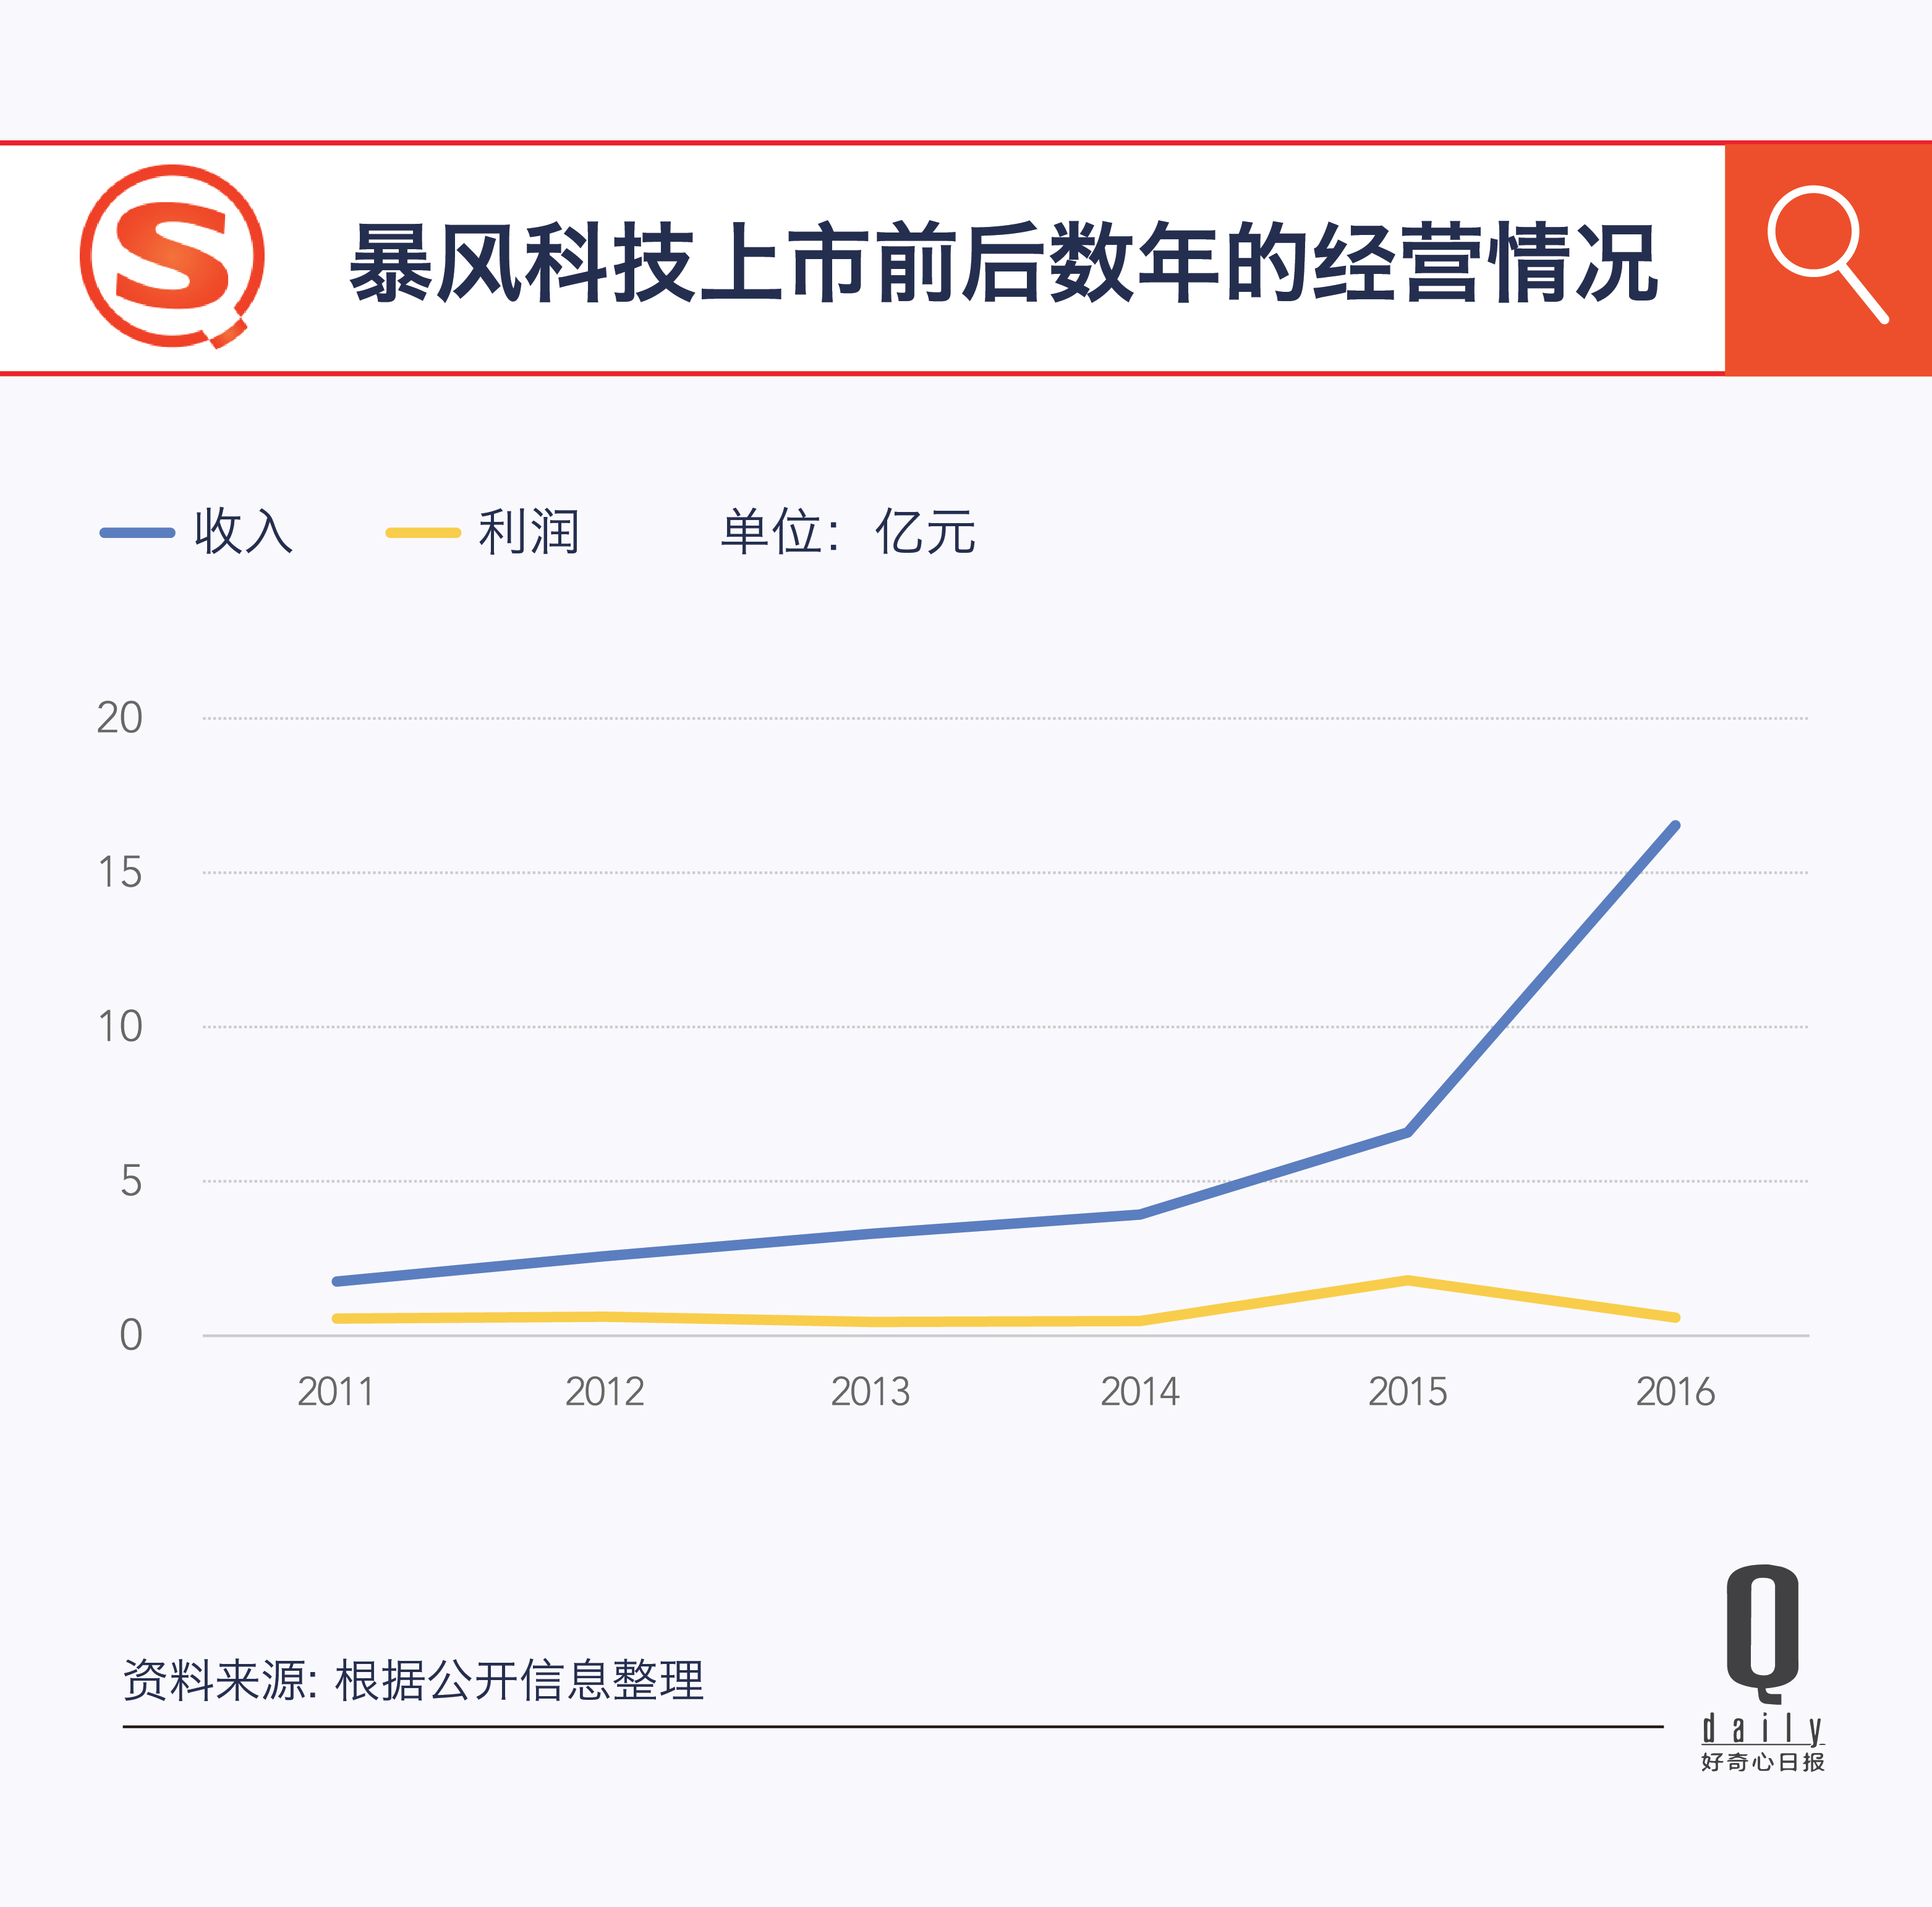 暴风科技上市前后数年的经营情况
收入 利润 单位：亿元
20
15
10
5
0
2011 2012 2013 2014 2015 2016
资料来源：根据公开信息整理
Q
daily
好奇心日报